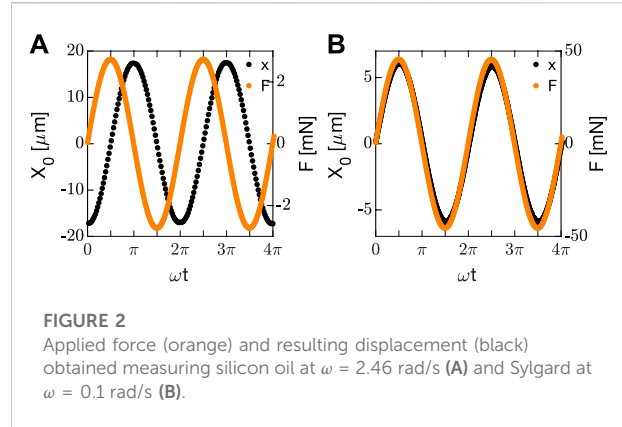 A
B
20
10
0
-10
-20
X0 [μm]
2
0
-2
F [mN]
x
F
0 π 2π 3π 4π
ωt
5
0
-5
X0 [μm]
50
0
-50
F [mN]
x
F
0 π 2π 3π 4π
ωt
FIGURE 2
Applied force (orange) and resulting displacement (black)
obtained measuring silicon oil at ω = 2.46 rad/s (A) and Sylgard at
ω = 0.1 rad/s (B).